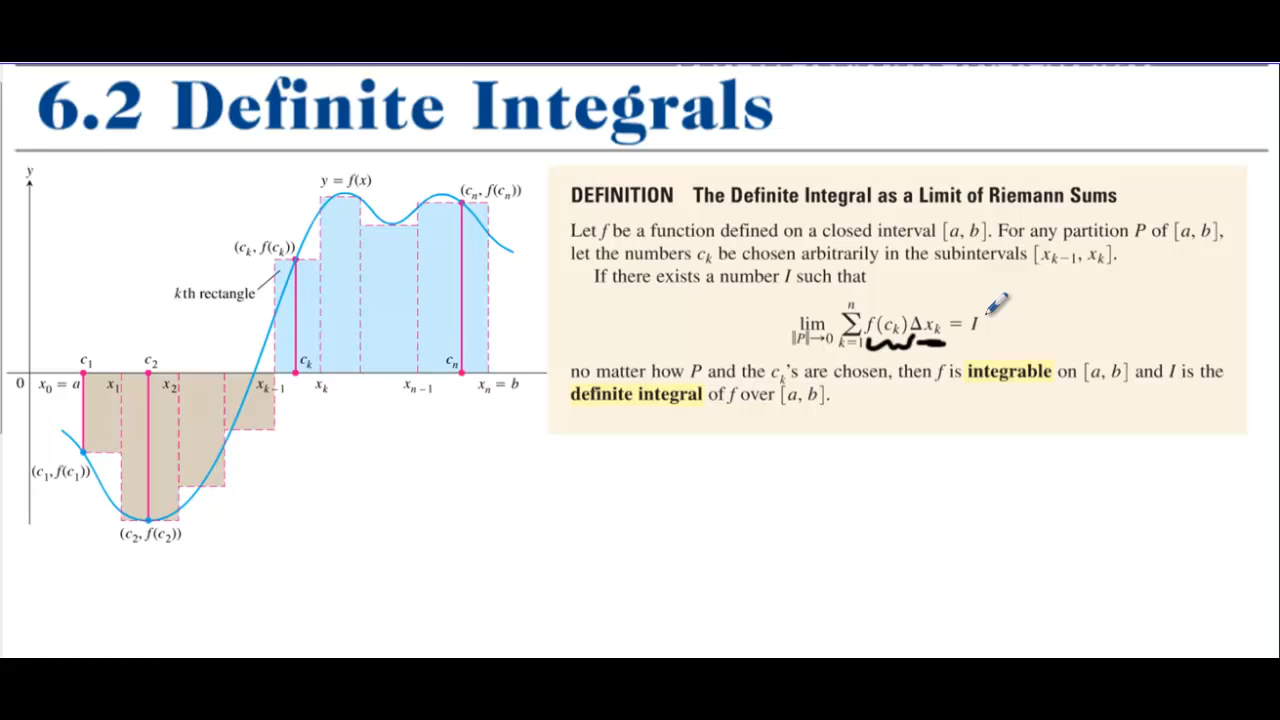 6.2 Definite Integrals
y
y = f(x)
(cₙ, f(cₙ))
(cₖ, f(cₖ))
kth rectangle
c₁
c₂
cₖ
cₙ
0
x₀ = a
x₁
x₂
xₖ₋₁
xₖ
xₙ₋₁
xₙ = b
(c₁, f(c₁))
(c₂, f(c₂))
DEFINITION The Definite Integral as a Limit of Riemann Sums
Let f be a function defined on a closed interval [a, b]. For any partition P of [a, b],
let the numbers cₖ be chosen arbitrarily in the subintervals [xₖ₋₁, xₖ].
If there exists a number I such that
lim ‖P‖→0 ∑ k=1 n f(cₖ)Δxₖ = I
no matter how P and the cₖ's are chosen, then f is integrable on [a, b] and I is the
definite integral of f over [a, b].